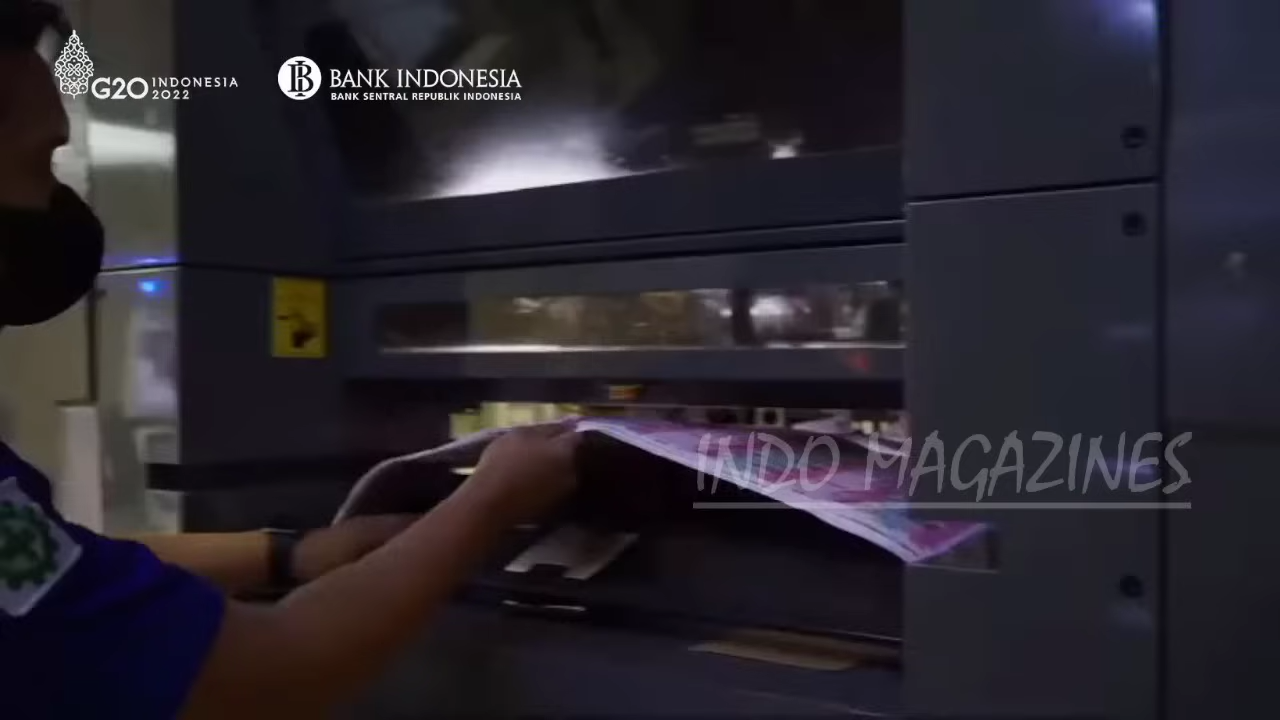 G20 INDONESIA 2022
BANK INDONESIA
BANK SENTRAL REPUBLIK INDONESIA
INDO MAGAZINES